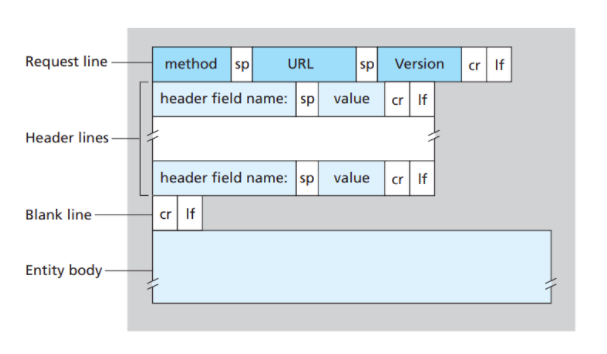 Request line method sp URL sp Version cr lf
header field name: sp value cr lf
Header lines
header field name: sp value cr lf
Blank line cr lf
Entity body